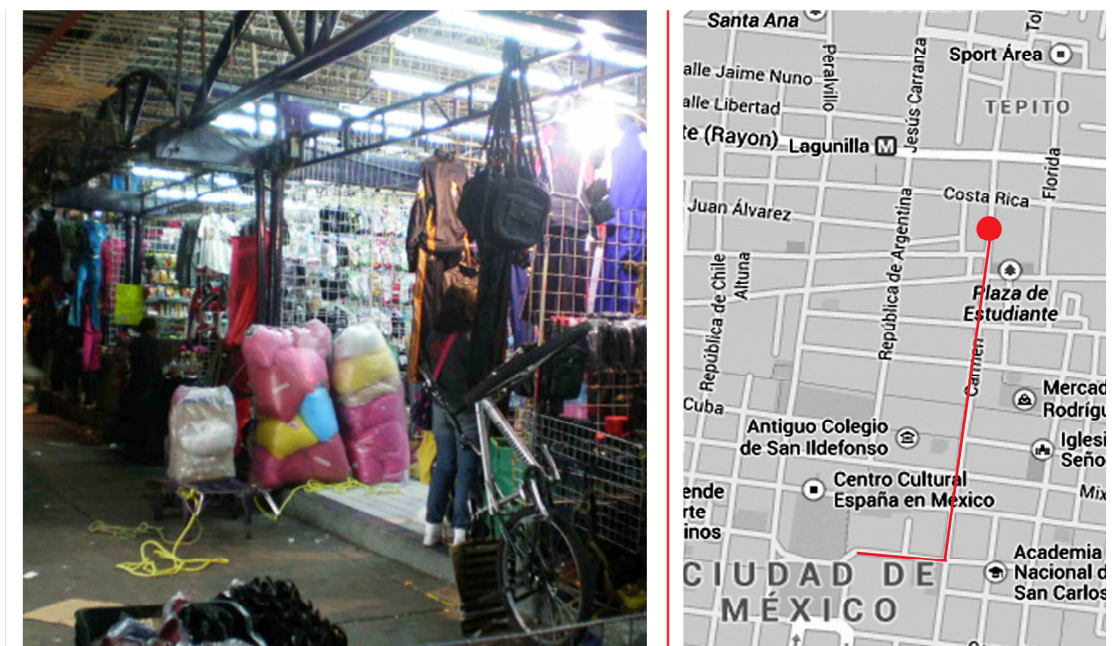 Santa Ana
Tol
Peralvillo
Jesús Carranza
Sport Área
alle Jaime Nuno
alle Libertad
TEPITO
te (Rayon)
Lagunilla
M
Florida
Costa Rica
Juan Álvarez
República de Argentina
República de Chile
Altuna
Plaza de
Estudiante
Carmen
Mercad
Rodrígu
Cuba
Antiguo Colegio
de San Ildefonso
Iglesi
Seño
Centro Cultural
España en México
ende
rte
inos
Mix
Academia
Nacional d
San Carlos
CIUDAD DE
MÉXICO